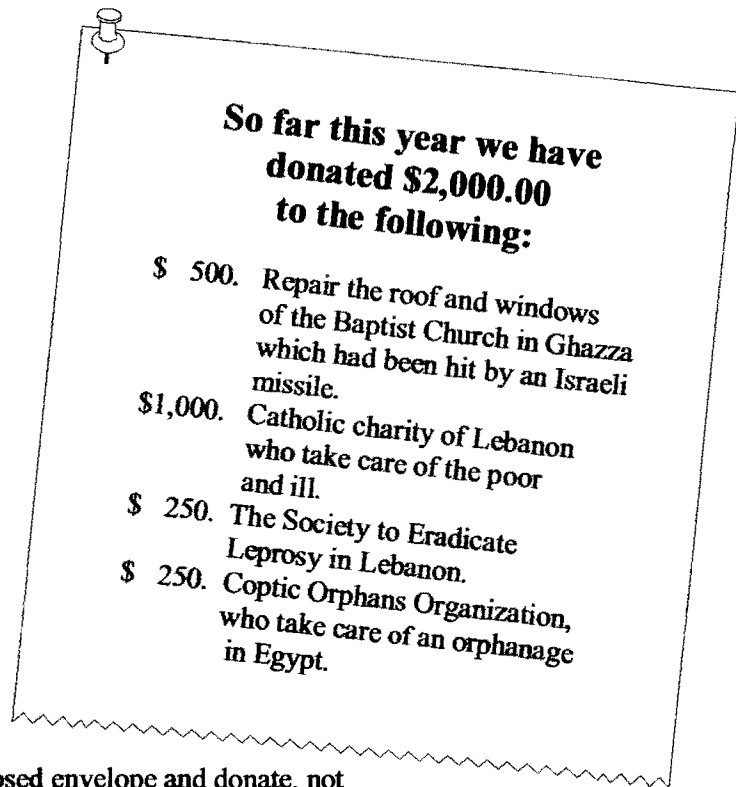 So far this year we have
donated $2,000.00
to the following:
$ 500. Repair the roof and windows
of the Baptist Church in Ghazza
which had been hit by an Israeli
missile.
$1,000. Catholic charity of Lebanon
who take care of the poor
and ill.
$ 250. The Society to Eradicate
Leprosy in Lebanon.
$ 250. Coptic Orphans Organization,
who take care of an orphanage
in Egypt.
envelope and donate, not